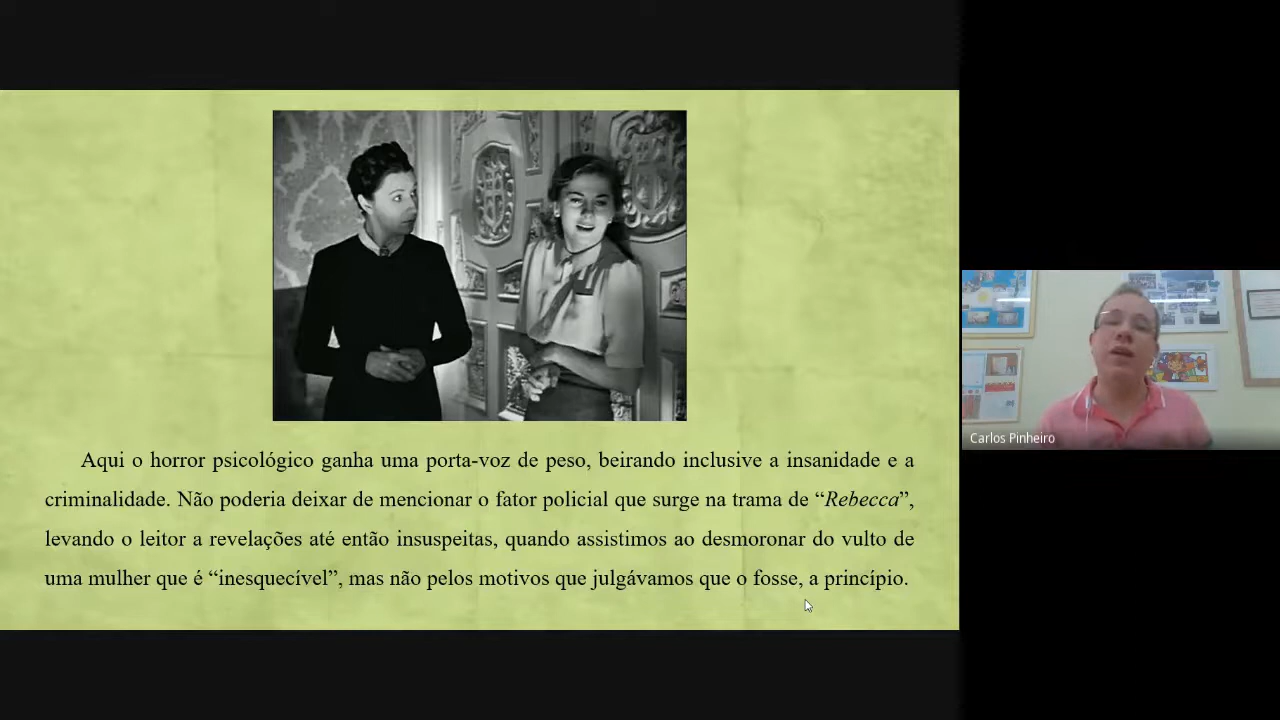 Aqui o horror psicológico ganha uma porta-voz de peso, beirando inclusive a insanidade e a
criminalidade. Não poderia deixar de mencionar o fator policial que surge na trama de “Rebecca”,
levando o leitor a revelações até então insuspeitas, quando assistimos ao desmoronar do vulto de
uma mulher que é “inesquecível”, mas não pelos motivos que julgávamos que o fosse, a princípio.
Carlos Pinheiro